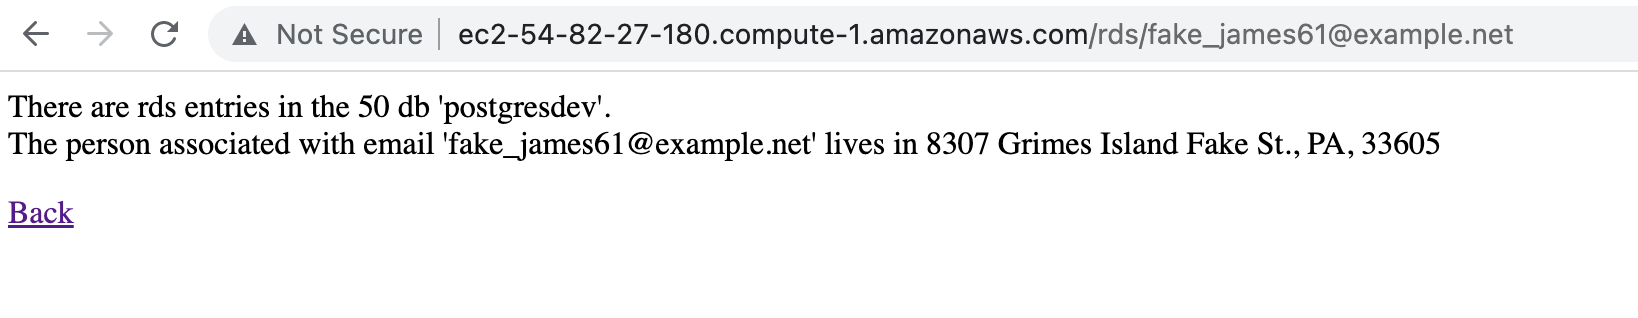 Not Secure ec2-54-82-27-180.compute-1.amazonaws.com/rds/fake_james61@example.net
There are rds entries in the 50 db 'postgresdev'.
The person associated with email 'fake_james61@example.net' lives in 8307 Grimes Island Fake St., PA, 33605
Back